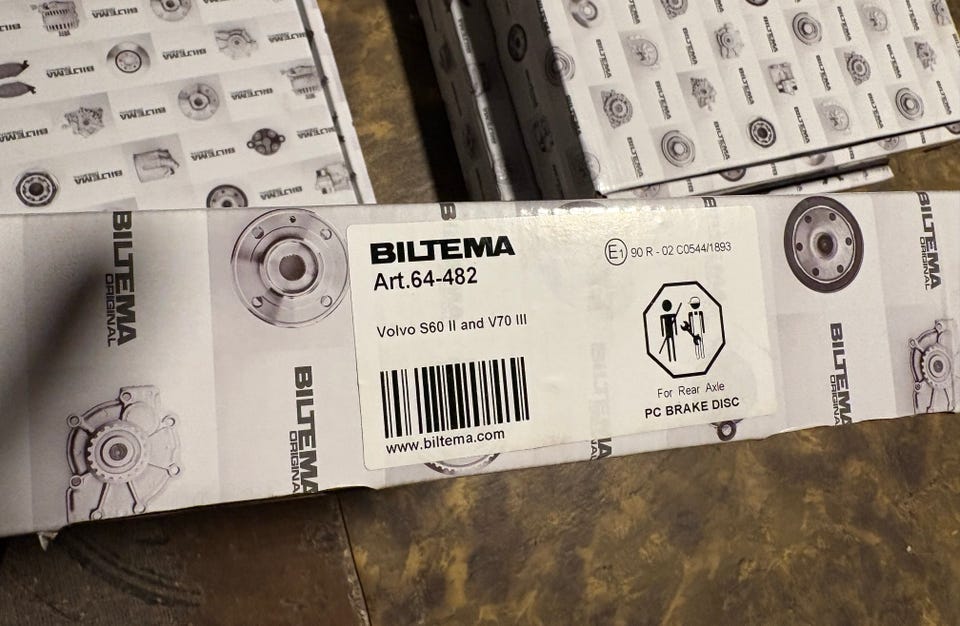 BILTEMA
Art.64-482
Volvo S60 II and V70 III
www.biltema.com
E1 90 R - 02 C0544/1893
For Rear Axle
PC BRAKE DISC
BILTEMA
ORIGINAL
BILTEMA
ORIGINAL
BILTEMA
ORIGINAL
BILTEMA
ORIGINAL